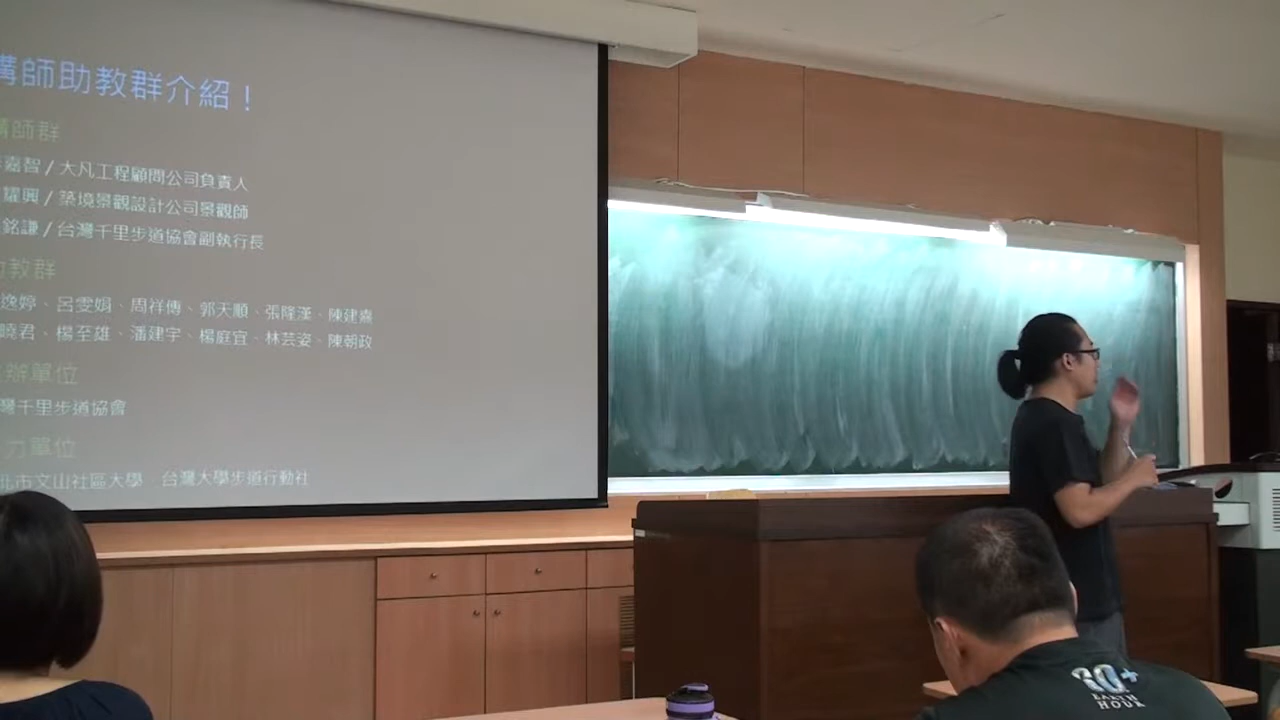 講師助教群介紹！
講師群
嘉智 / 大凡工程顧問公司負責人
耀興 / 築境景觀設計公司景觀師
銘謙 / 台灣千里步道協會副執行長
助教群
逸婷、呂雯娟、周祥傳、郭天順、張隆漢、陳建嘉
曉君、楊至雄、潘建宇、楊庭宜、林芸姿、陳朝政
辦單位
灣千里步道協會
力單位
北市文山社區大學 台灣大學步道行動社
60+
EARTH
HOUR